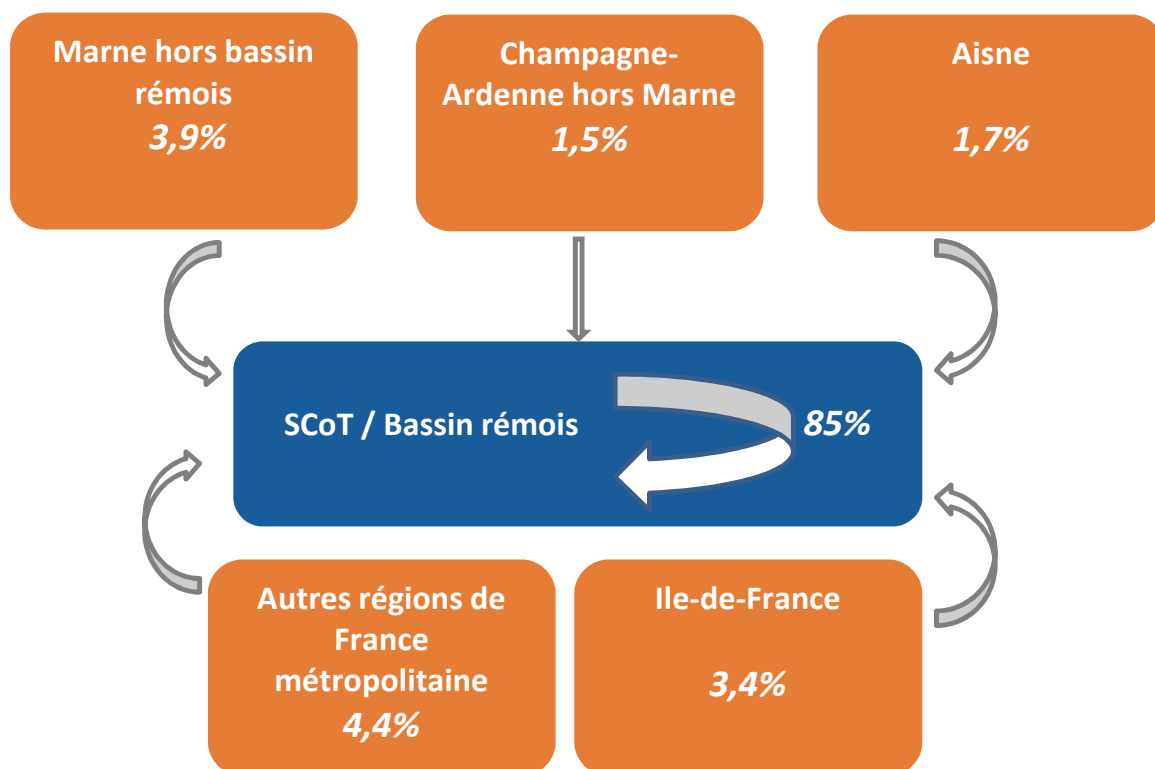 Marne hors bassin
rémois
3,9%
Champagne-
Ardenne hors Marne
1,5%
Aisne
1,7%
SCoT / Bassin rémois
85%
Autres régions de
France
métropolitaine
4,4%
Ile-de-France
3,4%